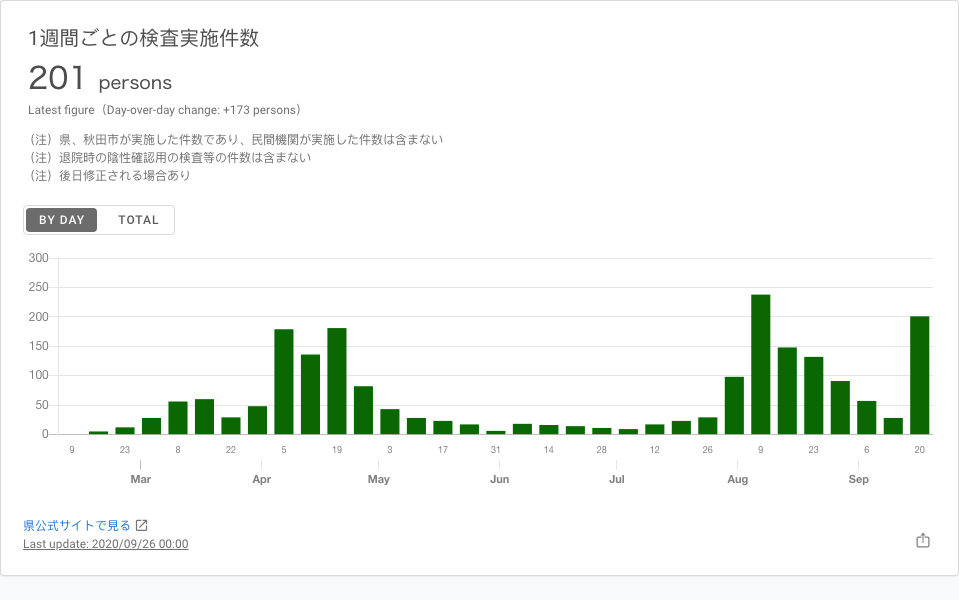 1週間ごとの検査実施件数
201 persons
Latest figure（Day-over-day change: +173 persons）
（注）県、秋田市が実施した件数であり、民間機関が実施した件数は含まない
（注）退院時の陰性確認用の検査等の件数は含まない
（注）後日修正される場合あり
BY DAY TOTAL
300
250
200
150
100
50
0
9 23 8 22 5 19 3 17 31 14 28 12 26 9 23 6 20
Mar Apr May Jun Jul Aug Sep
県公式サイトで見る
Last update: 2020/09/26 00:00